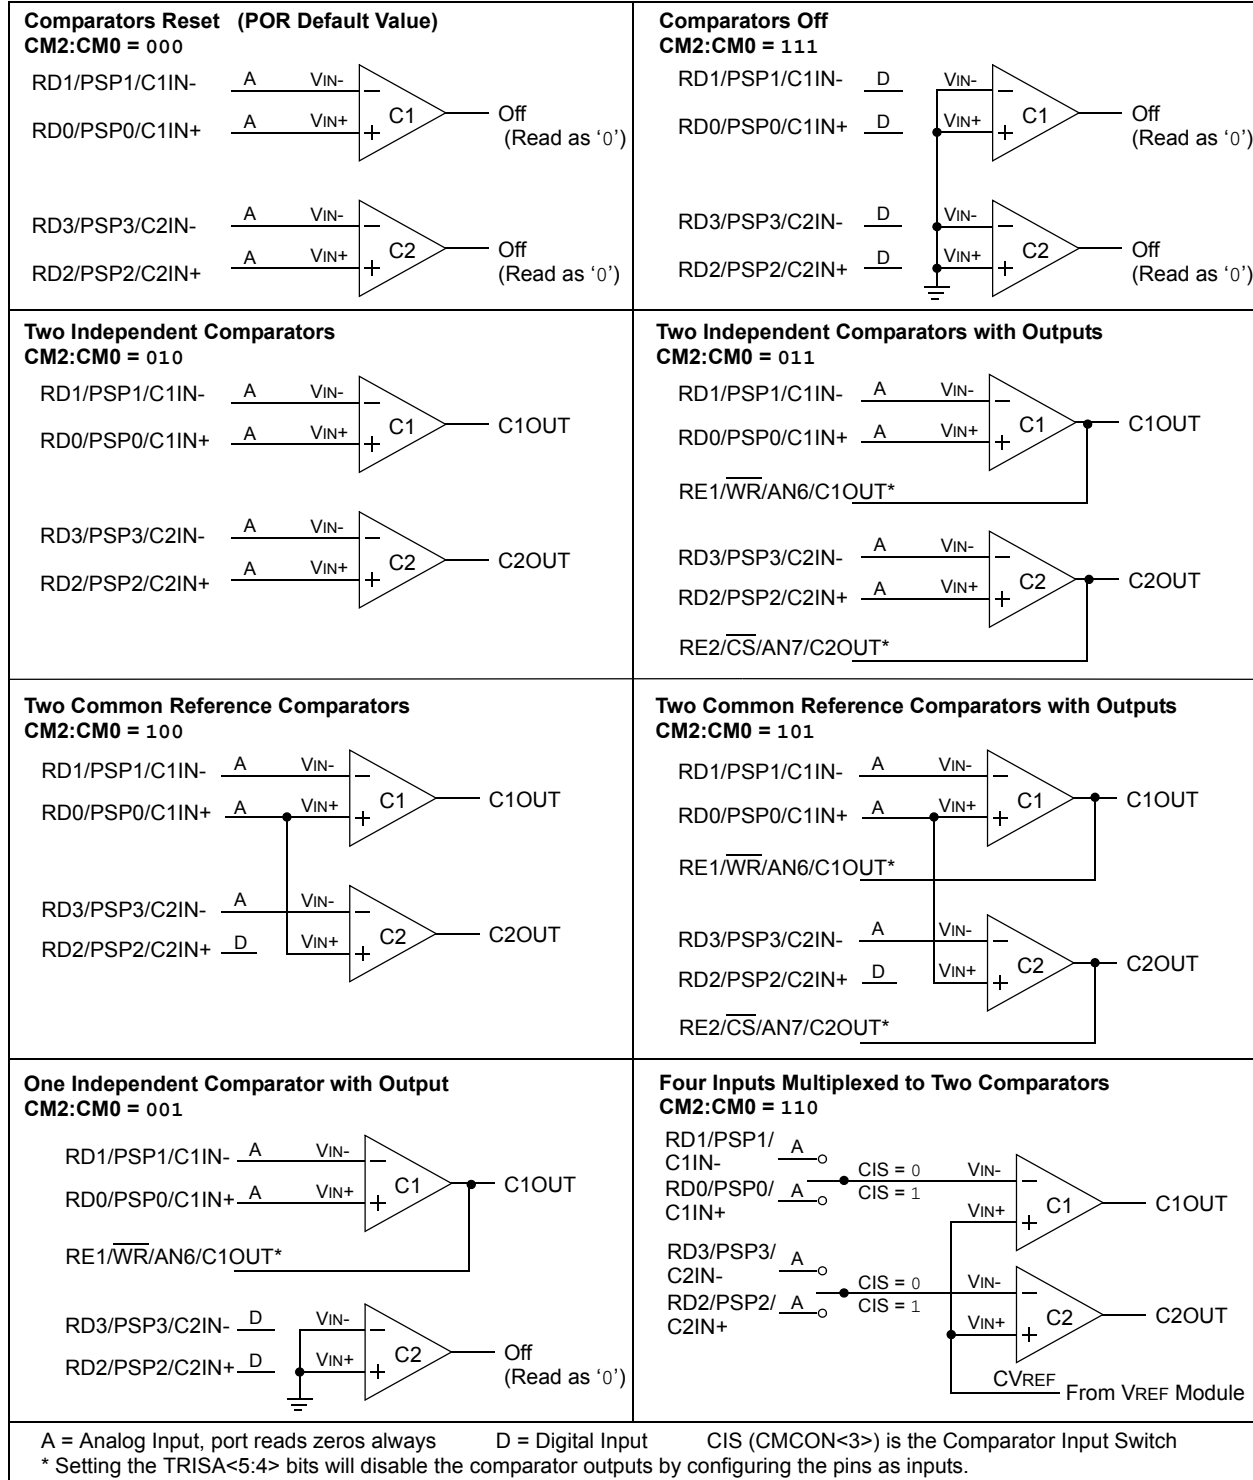 Comparators Reset (POR Default Value)
CM2:CM0 = 000
RD1/PSP1/C1IN- A VIN- −
C1
RD0/PSP0/C1IN+ A VIN+ +
Off
(Read as ‘0’)
RD3/PSP3/C2IN- A VIN- −
C2
RD2/PSP2/C2IN+ A VIN+ +
Off
(Read as ‘0’)
Comparators Off
CM2:CM0 = 111
RD1/PSP1/C1IN- D VIN- −
C1
RD0/PSP0/C1IN+ D VIN+ +
Off
(Read as ‘0’)
RD3/PSP3/C2IN- D VIN- −
C2
RD2/PSP2/C2IN+ D VIN+ +
Off
(Read as ‘0’)
Two Independent Comparators
CM2:CM0 = 010
RD1/PSP1/C1IN- A VIN- −
C1 C1OUT
RD0/PSP0/C1IN+ A VIN+ +
RD3/PSP3/C2IN- A VIN- −
C2 C2OUT
RD2/PSP2/C2IN+ A VIN+ +
Two Independent Comparators with Outputs
CM2:CM0 = 011
RD1/PSP1/C1IN- A VIN- −
C1 C1OUT
RD0/PSP0/C1IN+ A VIN+ +
RE1/W̅R̅/AN6/C1OUT*
RD3/PSP3/C2IN- A VIN- −
C2 C2OUT
RD2/PSP2/C2IN+ A VIN+ +
RE2/C̅S̅/AN7/C2OUT*
Two Common Reference Comparators
CM2:CM0 = 100
RD1/PSP1/C1IN- A VIN- −
C1 C1OUT
RD0/PSP0/C1IN+ A VIN+ +
RD3/PSP3/C2IN- A VIN- −
C2 C2OUT
RD2/PSP2/C2IN+ D VIN+ +
Two Common Reference Comparators with Outputs
CM2:CM0 = 101
RD1/PSP1/C1IN- A VIN- −
C1 C1OUT
RD0/PSP0/C1IN+ A VIN+ +
RE1/W̅R̅/AN6/C1OUT*
RD3/PSP3/C2IN- A VIN- −
C2 C2OUT
RD2/PSP2/C2IN+ D VIN+ +
RE2/C̅S̅/AN7/C2OUT*
One Independent Comparator with Output
CM2:CM0 = 001
RD1/PSP1/C1IN- A VIN- −
C1 C1OUT
RD0/PSP0/C1IN+ A VIN+ +
RE1/W̅R̅/AN6/C1OUT*
RD3/PSP3/C2IN- D VIN- −
C2 Off
RD2/PSP2/C2IN+ D VIN+ +
(Read as ‘0’)
Four Inputs Multiplexed to Two Comparators
CM2:CM0 = 110
RD1/PSP1/ A
C1IN-
CIS = 0 VIN- −
RD0/PSP0/ A CIS = 1
C1IN+
VIN+ + C1 C1OUT
RD3/PSP3/ A
C2IN-
CIS = 0 VIN- −
RD2/PSP2/ A CIS = 1
C2IN+
VIN+ + C2 C2OUT
CVREF
From VREF Module
A = Analog Input, port reads zeros always D = Digital Input CIS (CMCON<3>) is the Comparator Input Switch
* Setting the TRISA<5:4> bits will disable the comparator outputs by configuring the pins as inputs.